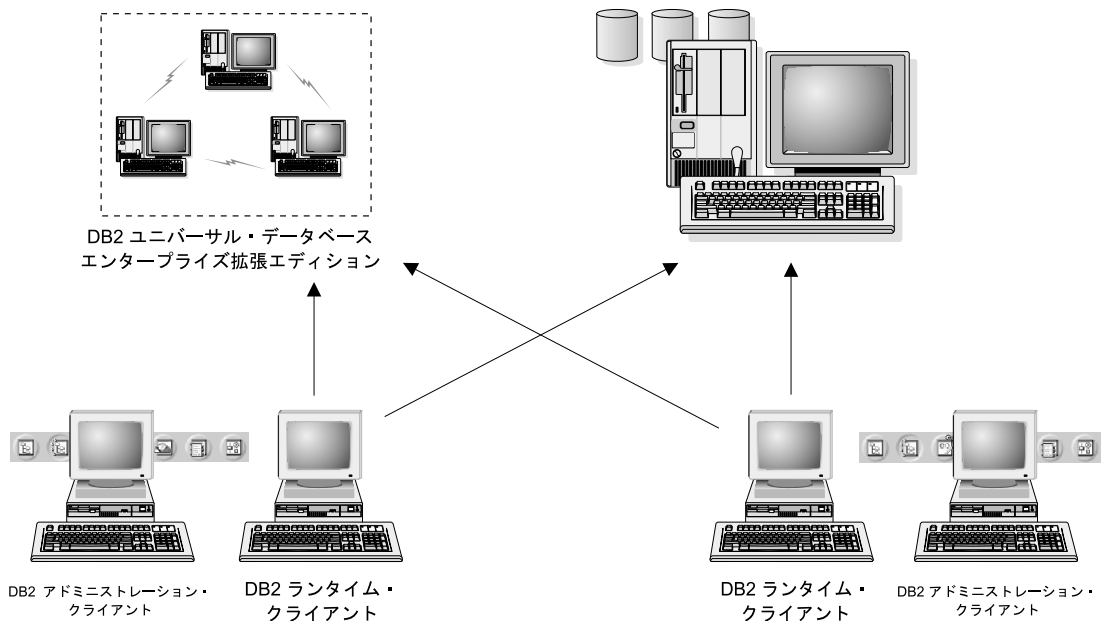 DB2 ユニバーサル・データベース
エンタープライズ拡張エディション
DB2 アドミニストレーション・
クライアント
DB2 ランタイム・
クライアント
DB2 ランタイム・
クライアント
DB2 アドミニストレーション・
クライアント